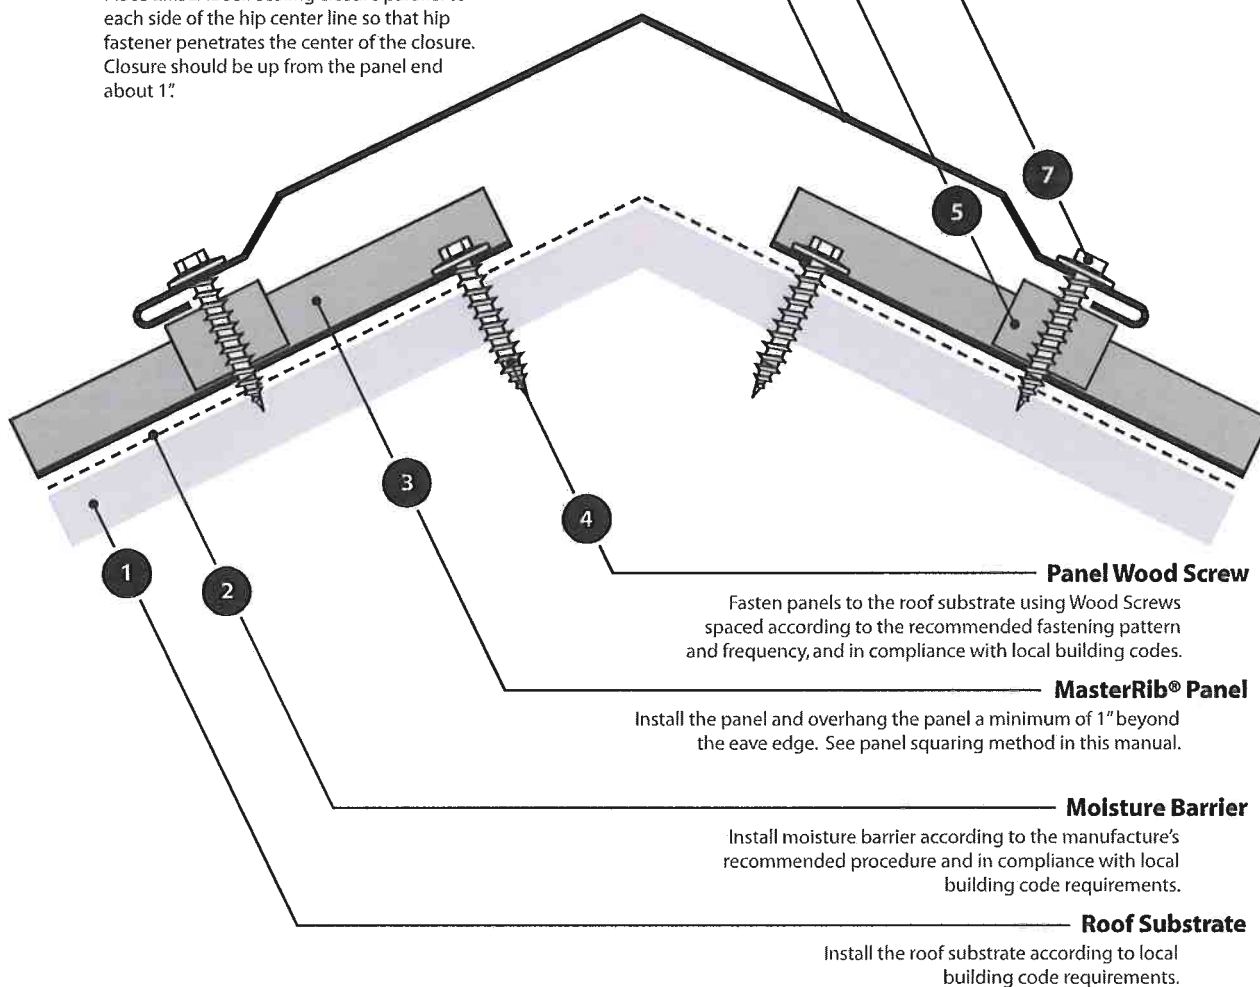 each side of the hip center line so that hip
fastener penetrates the center of the closure.
Closure should be up from the panel end
about 1".
7
5
3
4
1
2
Panel Wood Screw
Fasten panels to the roof substrate using Wood Screws
spaced according to the recommended fastening pattern
and frequency, and in compliance with local building codes.
MasterRib® Panel
Install the panel and overhang the panel a minimum of 1" beyond
the eave edge. See panel squaring method in this manual.
Moisture Barrier
Install moisture barrier according to the manufacture's
recommended procedure and in compliance with local
building code requirements.
Roof Substrate
Install the roof substrate according to local
building code requirements.